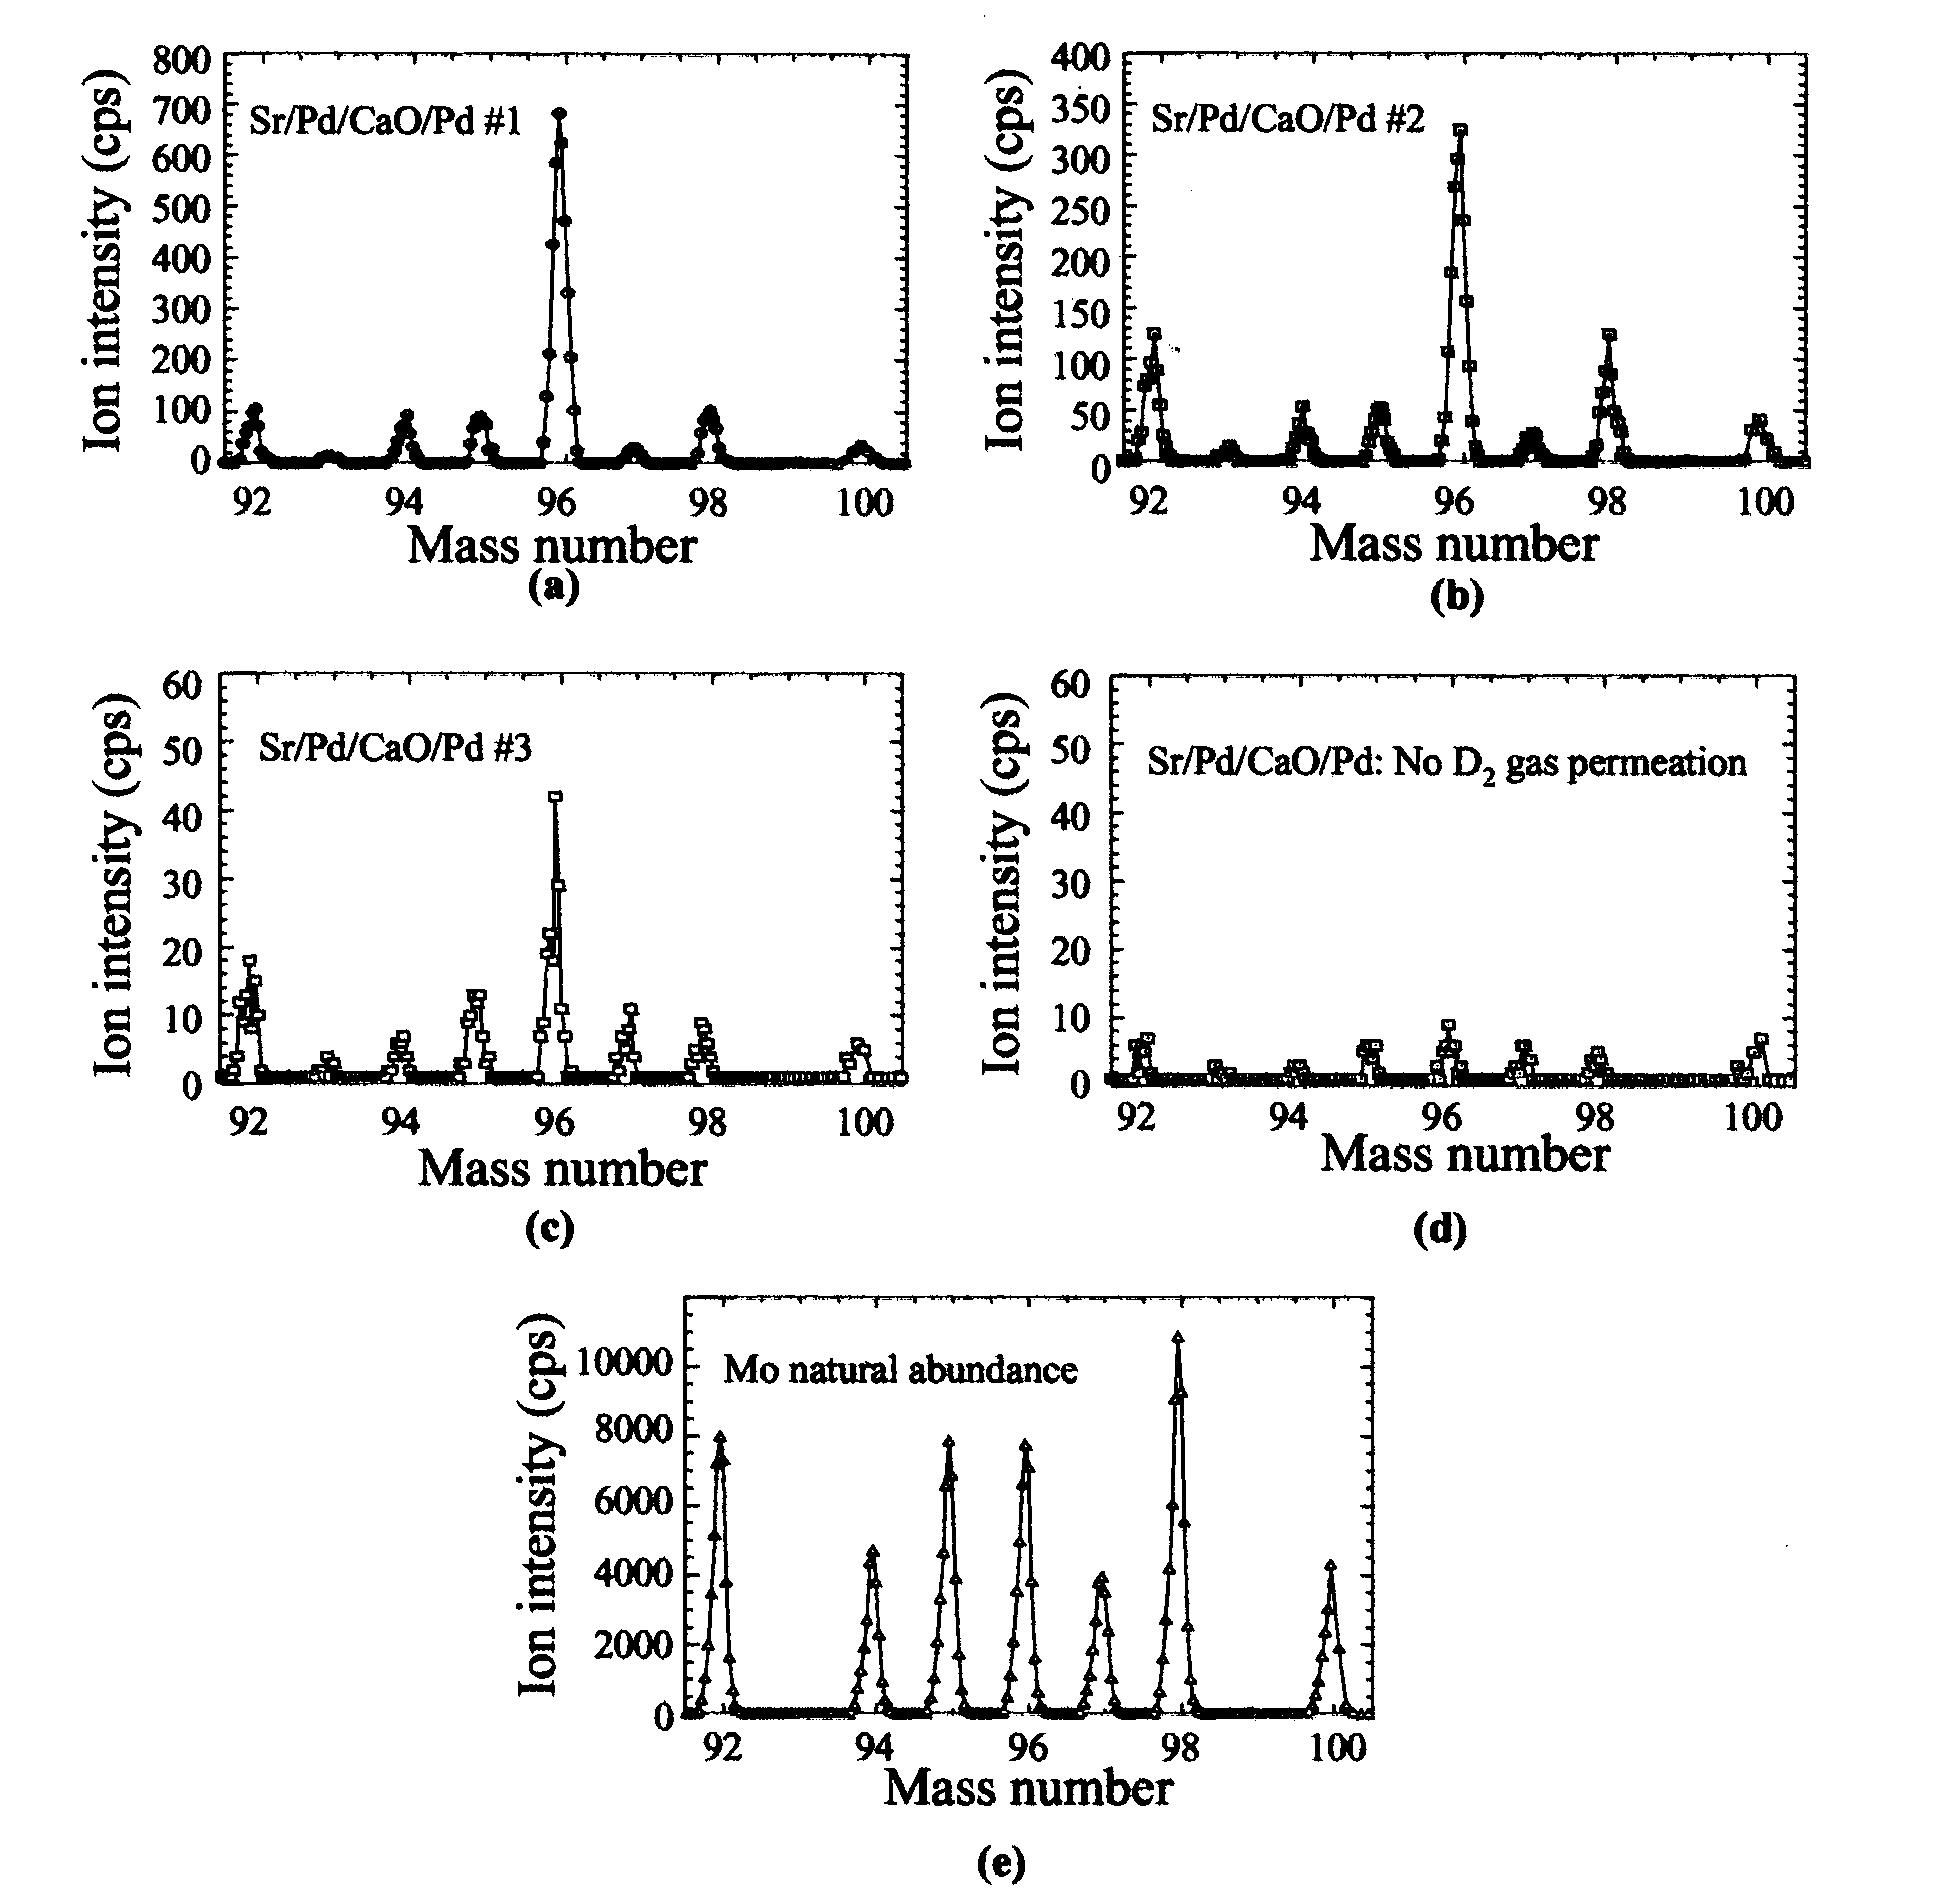 800
700
600
500
400
300
200
100
0
Ion intensity (cps)
Sr/Pd/CaO/Pd #1
92 94 96 98 100
Mass number
(a)
400
350
300
250
200
150
100
50
0
Ion intensity (cps)
Sr/Pd/CaO/Pd #2
92 94 96 98 100
Mass number
(b)
60
50
40
30
20
10
0
Ion intensity (cps)
Sr/Pd/CaO/Pd #3
92 94 96 98 100
Mass number
(c)
60
50
40
30
20
10
0
Ion intensity (cps)
Sr/Pd/CaO/Pd: No D₂ gas permeation
92 94 96 98 100
Mass number
(d)
10000
8000
6000
4000
2000
0
Ion intensity (cps)
Mo natural abundance
92 94 96 98 100
Mass number
(e)